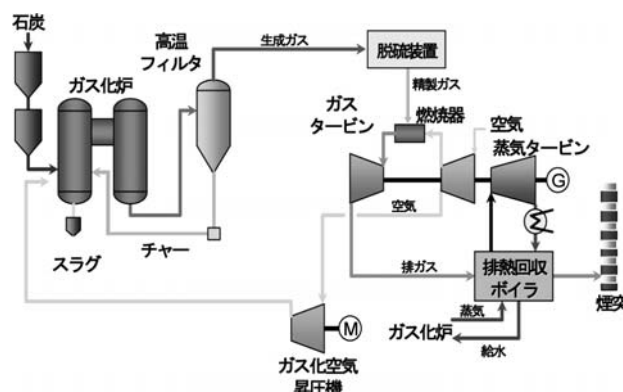 石炭
高温
フィルタ
生成ガス
脱硫装置
ガス化炉
精製ガス
ガス
タービン
燃焼器
空気
蒸気タービン
G
空気
チャー
スラグ
排ガス
排熱回収
ボイラ
煙突
M
蒸気
ガス化炉
給水
ガス化空気
昇圧機